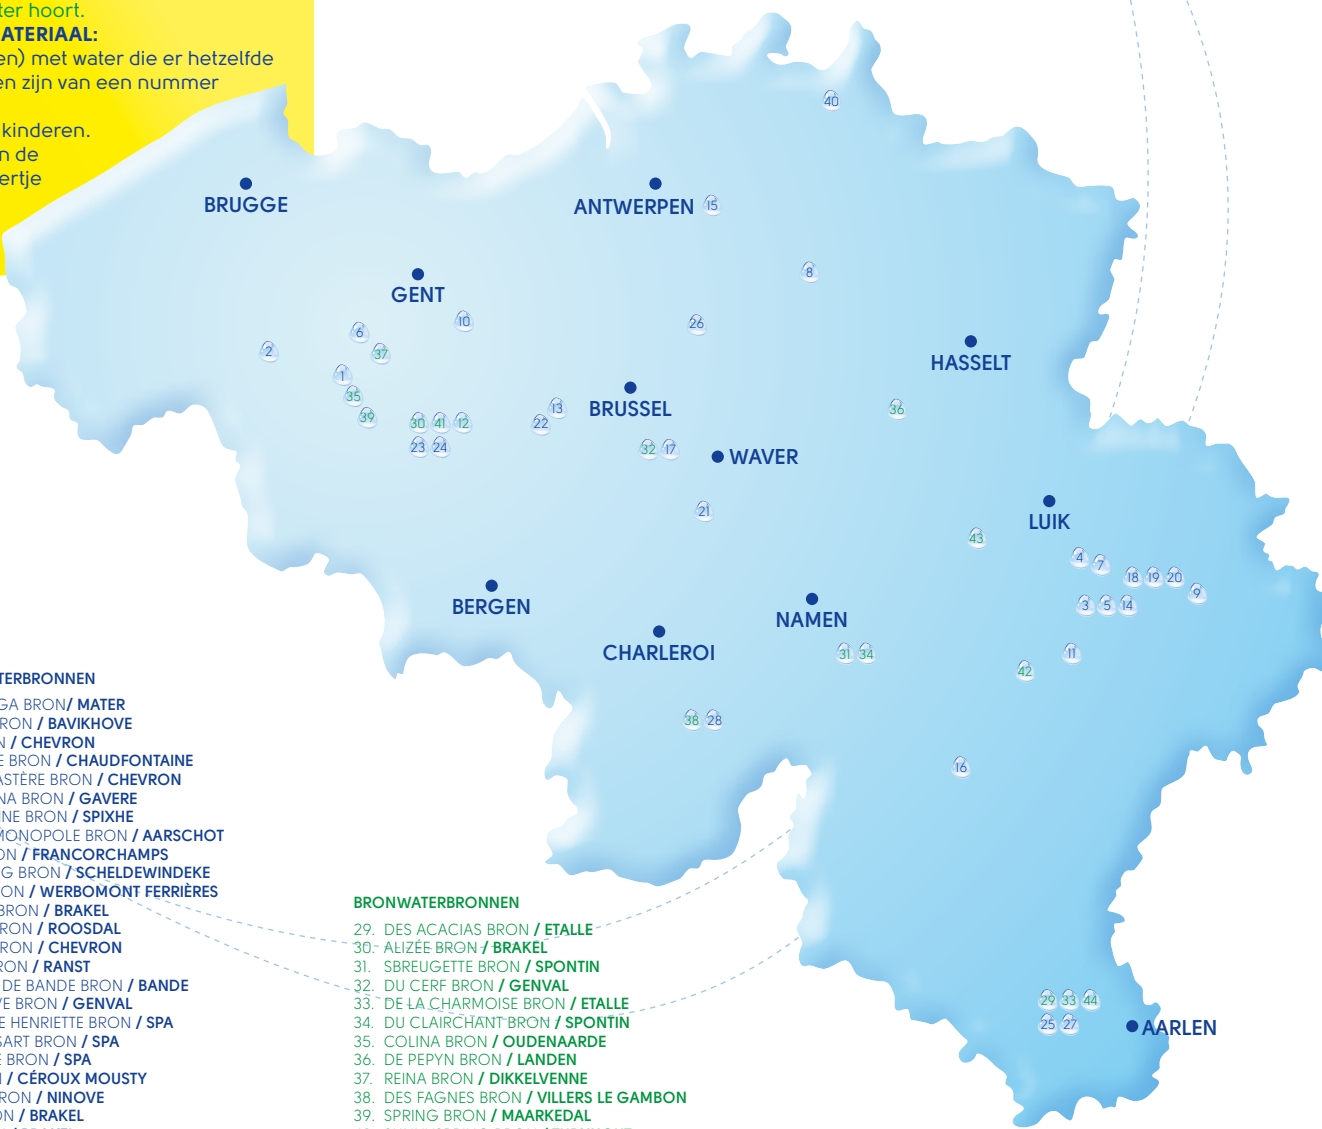 ter hoort.
ATERIAAL:
en) met water die er hetzelfde
en zijn van een nummer
kinderen.
n de
ertje
40
BRUGGE
ANTWERPEN
15
8
GENT
6
10
26
2
37
HASSELT
1
35
39
30
41
12
13
22
BRUSSEL
36
23
24
32
17
WAVER
21
LUIK
43
4
7
18
19
20
9
3
5
14
BERGEN
NAMEN
CHARLEROI
31
34
11
42
38
28
16
29
33
44
25
27
AARLEN
TERBRONNEN
GA BRON/ MATER
RON / BAVIKHOVE
N / CHEVRON
E BRON / CHAUDFONTAINE
ASTÈRE BRON / CHEVRON
NA BRON / GAVERE
NNE BRON / SPIXHE
MONOPOLE BRON / AARSCHOT
ON / FRANCORCHAMPS
G BRON / SCHELDEWINDEKE
ON / WERBOMONT FERRIÈRES
BRON / BRAKEL
RON / ROOSDAL
RON / CHEVRON
RON / RANST
DE BANDE BRON / BANDE
VE BRON / GENVAL
E HENRIETTE BRON / SPA
SART BRON / SPA
E BRON / SPA
/ CÉROUX MOUSTY
RON / NINOVE
ON / BRAKEL
BRONWATERBRONNEN
29. DES ACACIAS BRON / ETALLE
30. ALIZÉE BRON / BRAKEL
31. SBREUGETTE BRON / SPONTIN
32. DU CERF BRON / GENVAL
33. DE LA CHARMOISE BRON / ETALLE
34. DU CLAIRCHANT BRON / SPONTIN
35. COLINA BRON / OUDENAARDE
36. DE PEPYN BRON / LANDEN
37. REINA BRON / DIKKELVENNE
38. DES FAGNES BRON / VILLERS LE GAMBON
39. SPRING BRON / MAARKEDAL